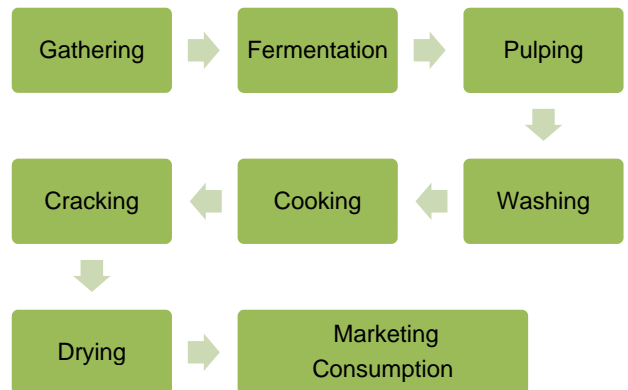 Gathering
Fermentation
Pulping
Washing
Cooking
Cracking
Drying
Marketing
Consumption